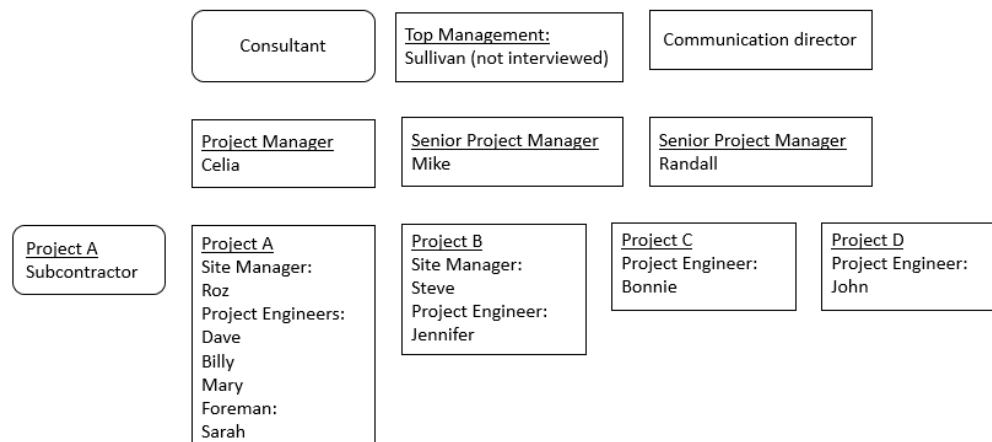 Consultant
Top Management:
Sullivan (not interviewed)
Communication director
Project Manager
Celia
Senior Project Manager
Mike
Senior Project Manager
Randall
Project A
Subcontractor
Project A
Site Manager:
Roz
Project Engineers:
Dave
Billy
Mary
Foreman:
Sarah
Project B
Site Manager:
Steve
Project Engineer:
Jennifer
Project C
Project Engineer:
Bonnie
Project D
Project Engineer:
John